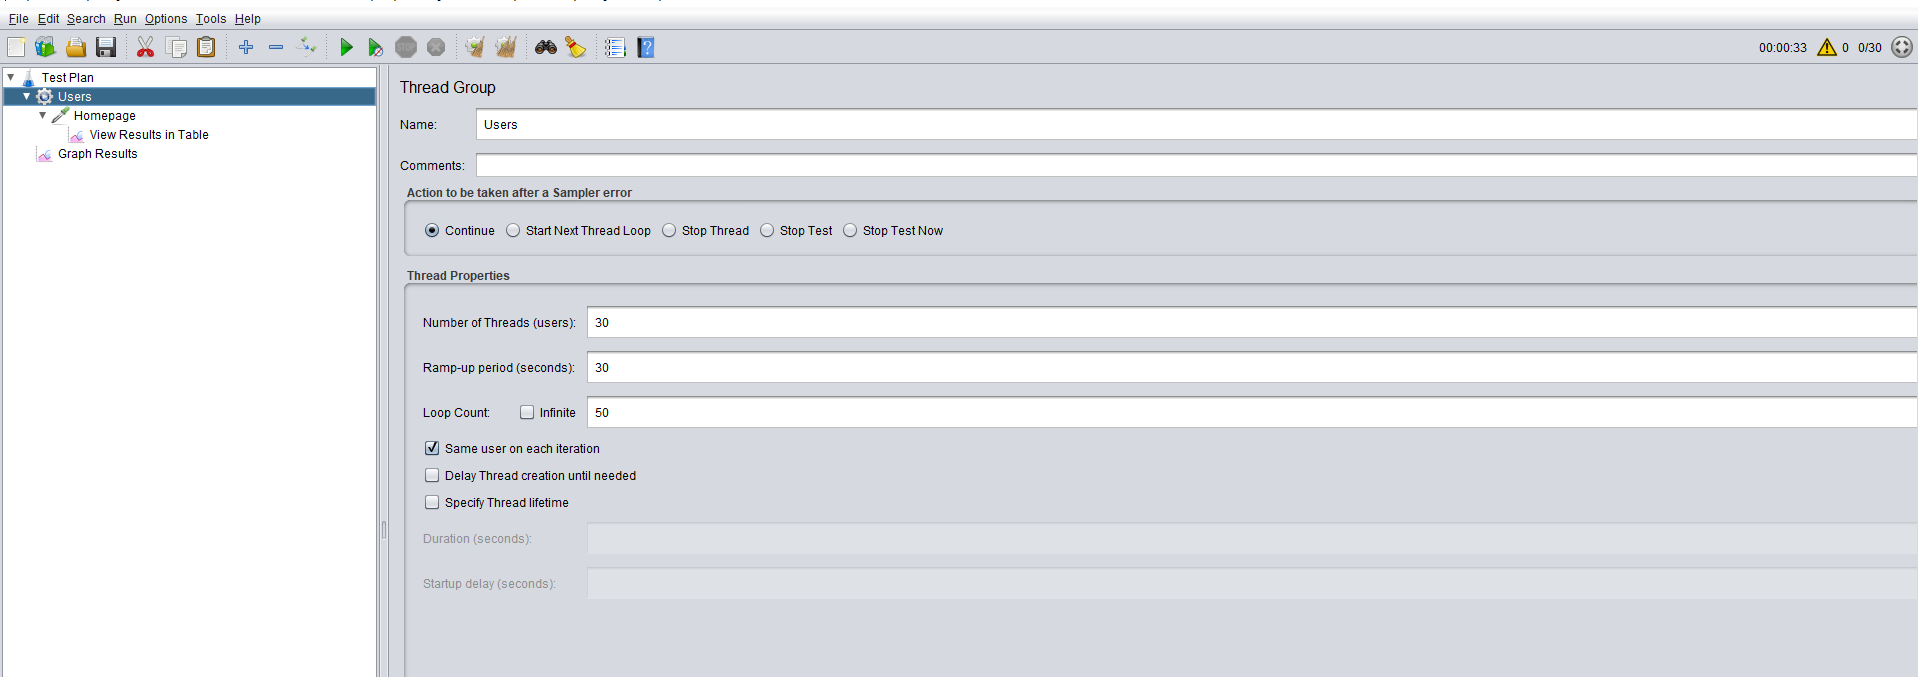 File Edit Search Run Options Tools Help
STOP
00:00:33 0 0/30
Test Plan
Users
Homepage
View Results in Table
Graph Results
Thread Group
Name: Users
Comments:
Action to be taken after a Sampler error
Continue Start Next Thread Loop Stop Thread Stop Test Stop Test Now
Thread Properties
Number of Threads (users): 30
Ramp-up period (seconds): 30
Loop Count: Infinite 50
Same user on each iteration
Delay Thread creation until needed
Specify Thread lifetime
Duration (seconds):
Startup delay (seconds):